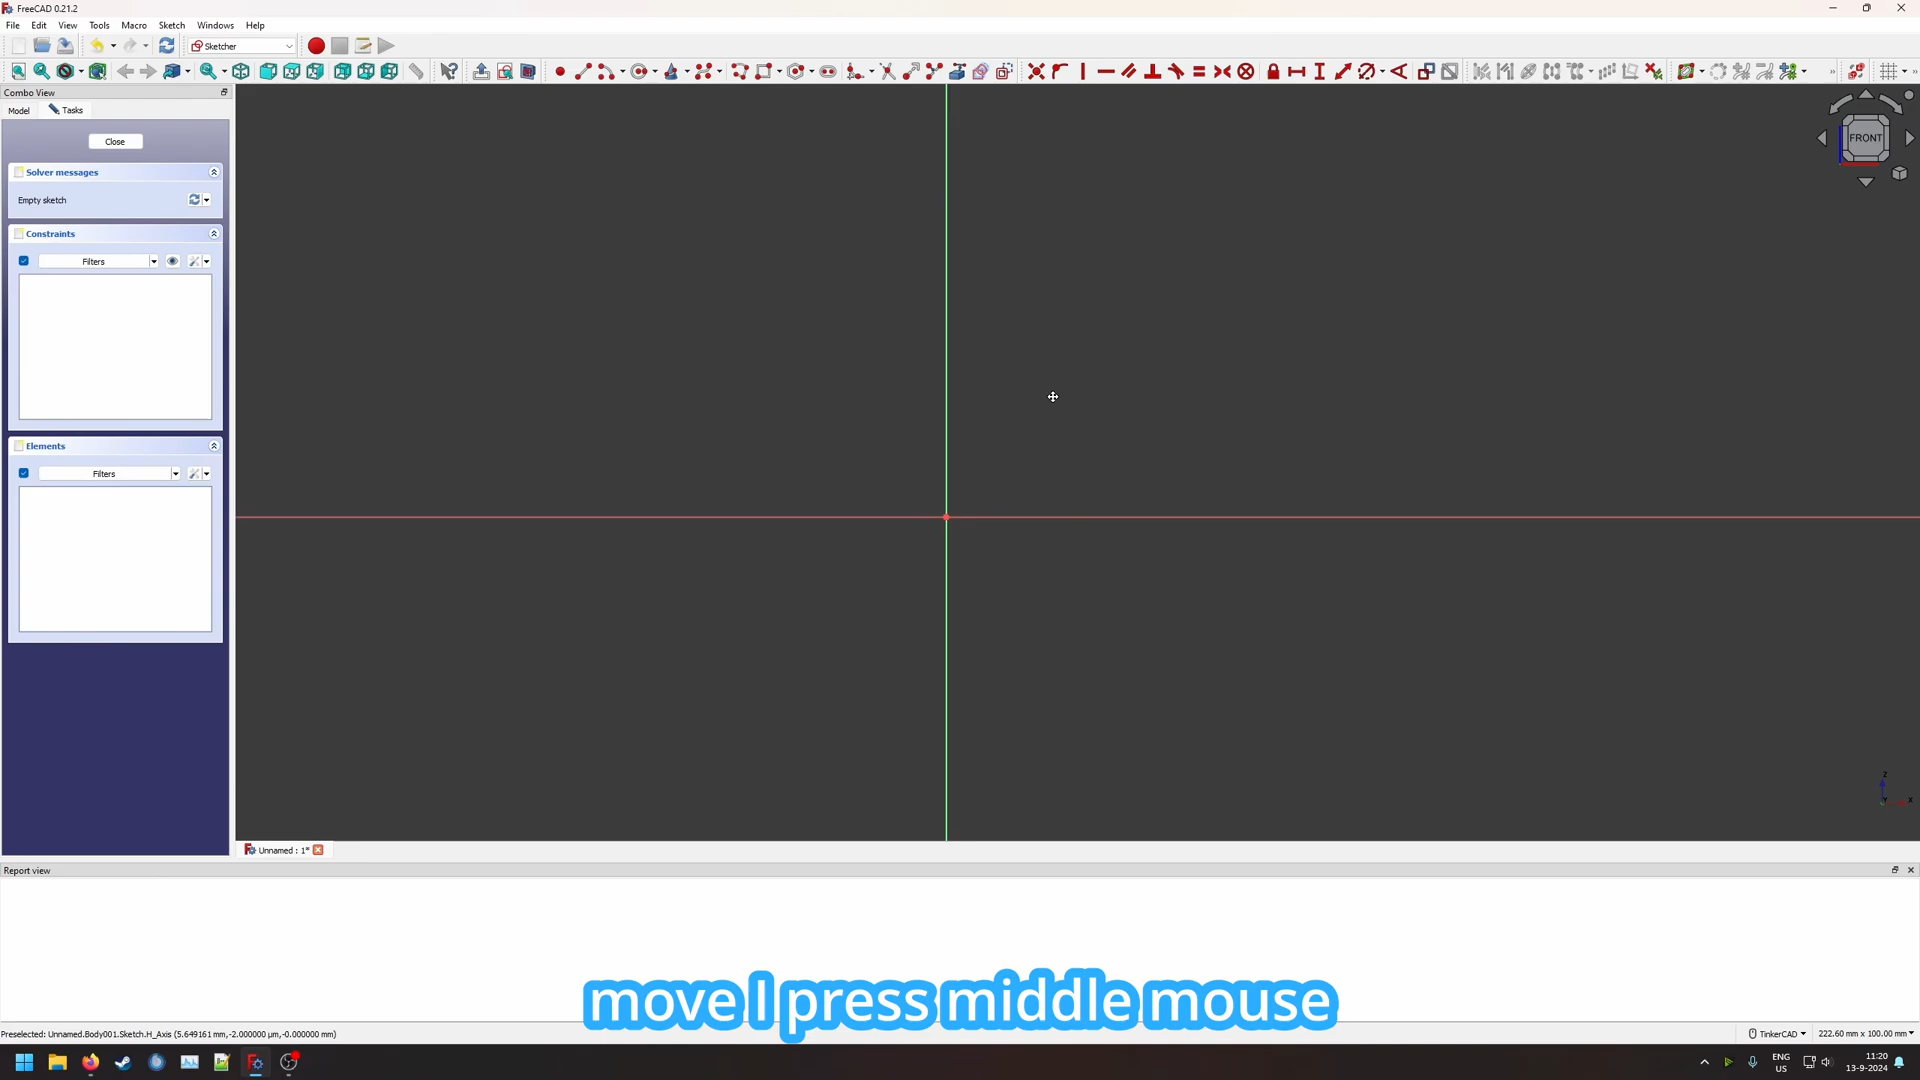 FreeCAD 0.21.2
File Edit View Tools Macro Sketch Windows Help
Sketcher
Combo View
Model Tasks
Close
Solver messages
Empty sketch
Constraints
Filters
Elements
Filters
FRONT
Z
Y
X
Unnamed : 1*
Report view
move I press middle mouse
Preselected: Unnamed.Body001.Sketch.H_Axis (5.649161 mm,-2.000000 µm,-0.000000 mm)
TinkerCAD
222.60 mm x 100.00 mm
ENG
US
11:20
13-9-2024